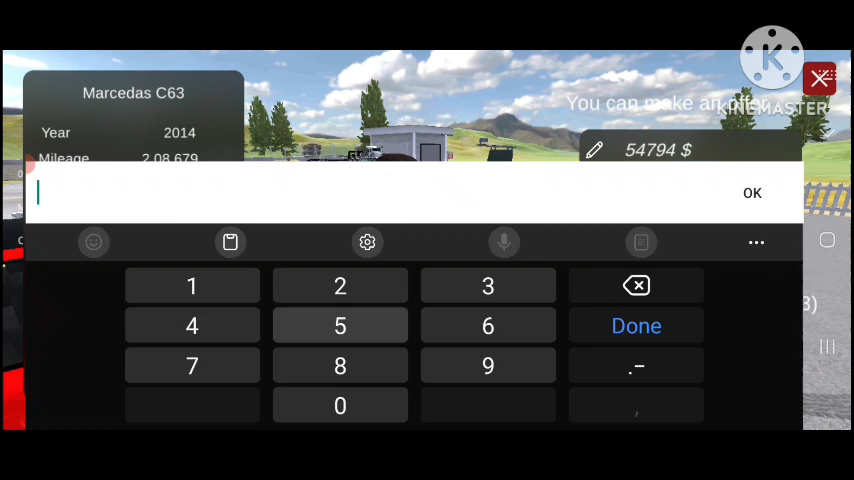 Marcedas C63
Year 2014
Mileage 2,08,679
You can make an offer
KINEMASTER
54794 $
OK
1 2 3
4 5 6 Done
7 8 9 .-
0 ,
3)